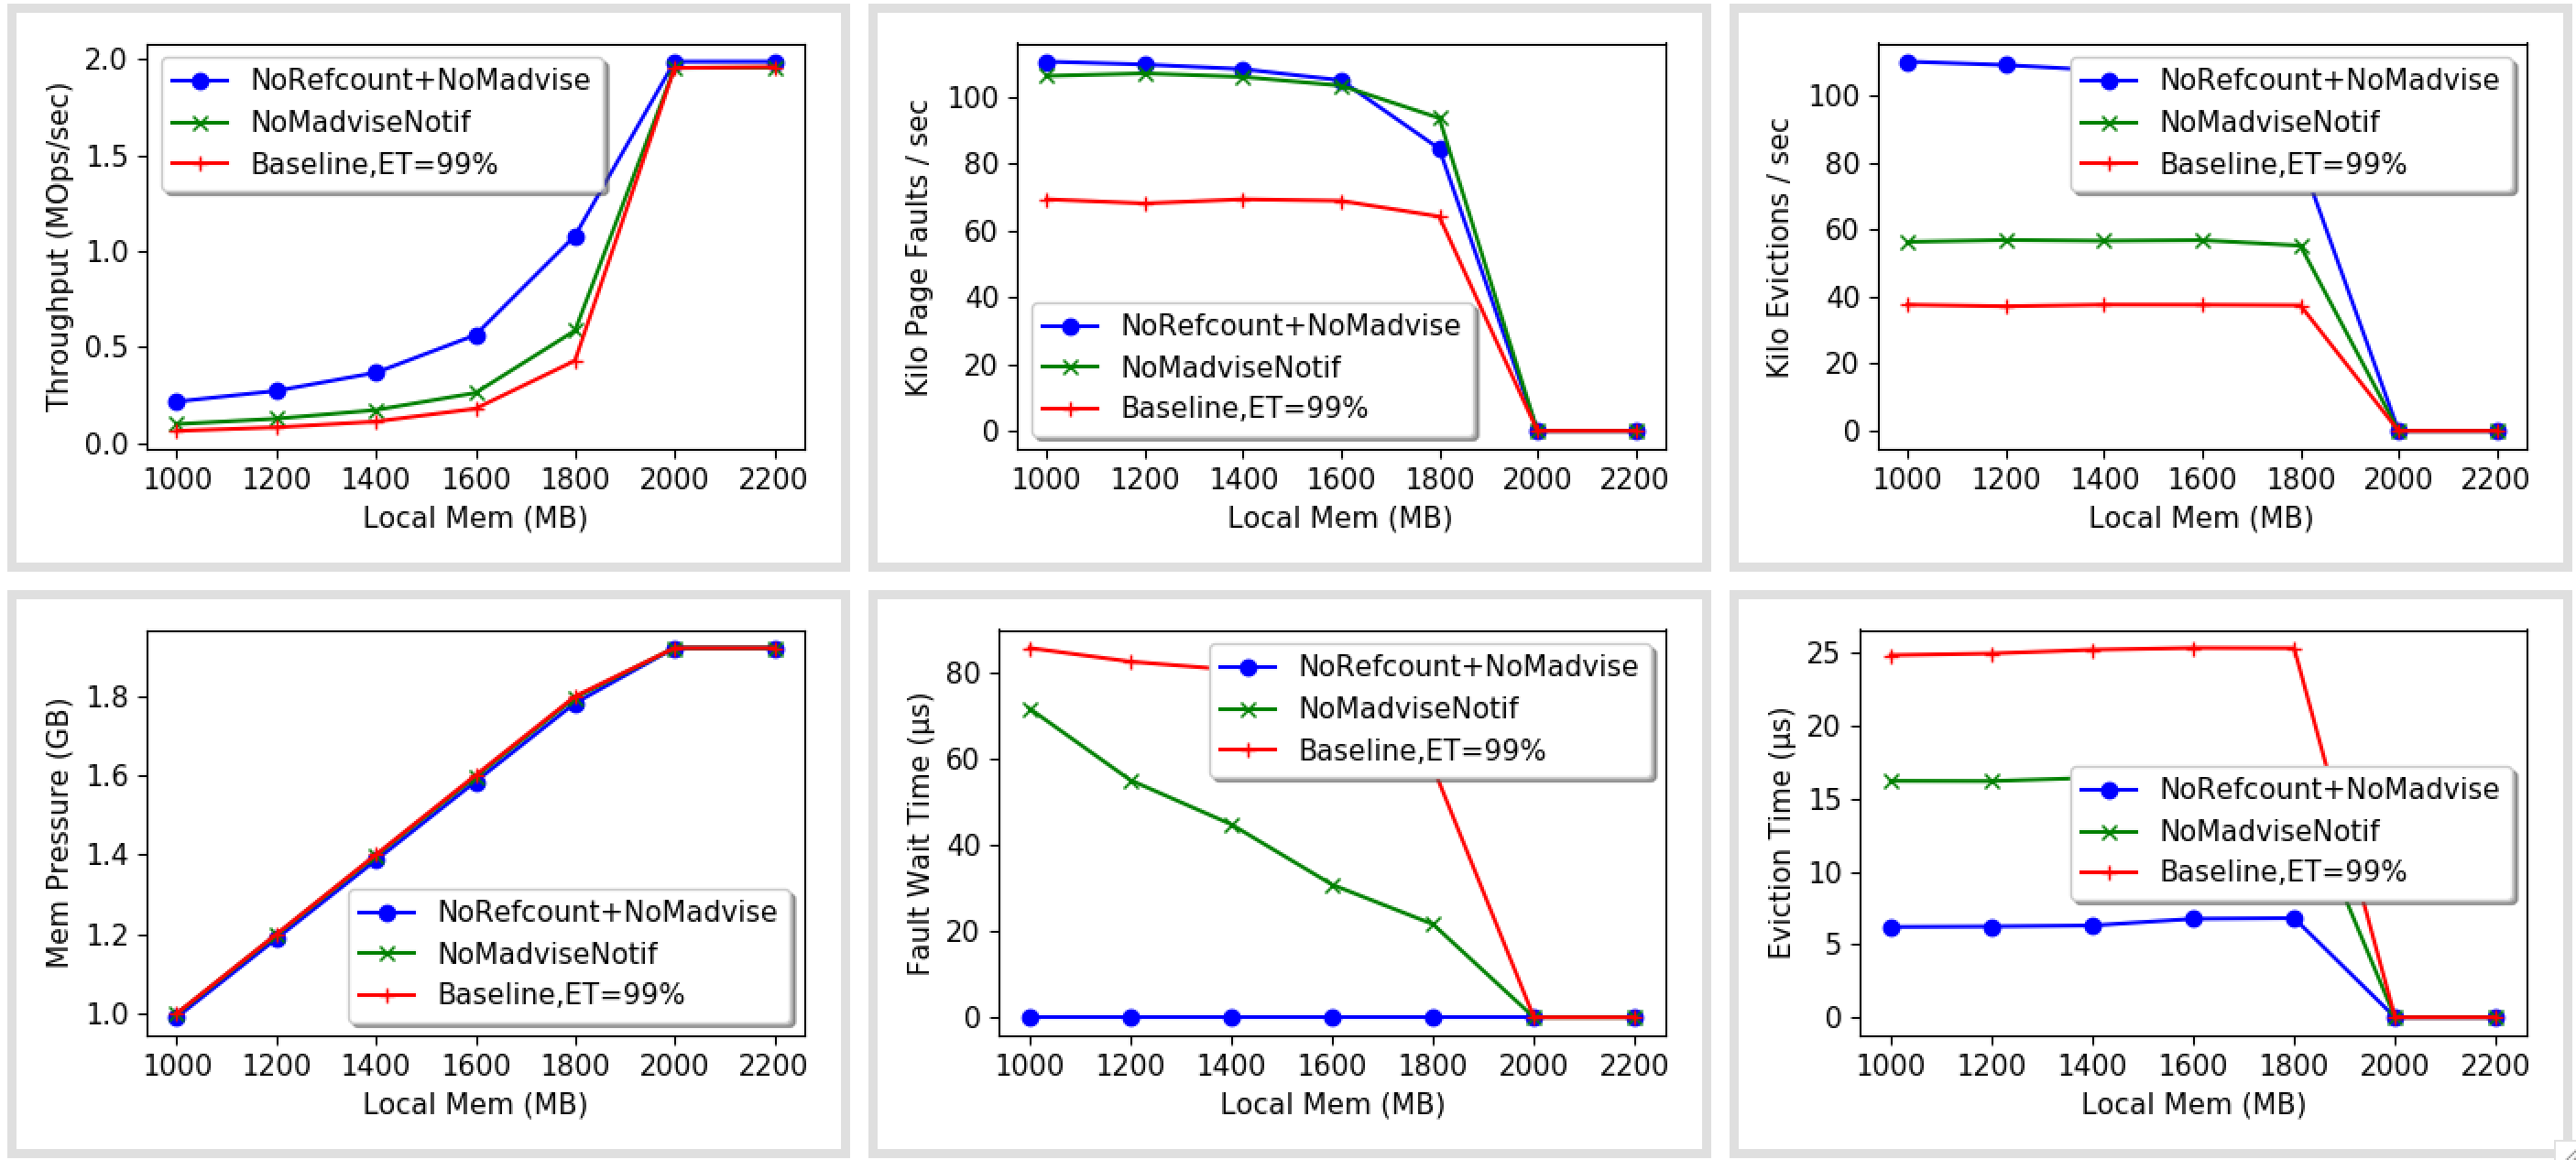 2.0
1.5
1.0
0.5
0.0
Throughput (MOps/sec)
NoRefcount+NoMadvise
NoMadviseNotif
Baseline,ET=99%
1000 1200 1400 1600 1800 2000 2200
Local Mem (MB)
100
80
60
40
20
0
Kilo Page Faults / sec
NoRefcount+NoMadvise
NoMadviseNotif
Baseline,ET=99%
1000 1200 1400 1600 1800 2000 2200
Local Mem (MB)
100
80
60
40
20
0
Kilo Evictions / sec
NoRefcount+NoMadvise
NoMadviseNotif
Baseline,ET=99%
1000 1200 1400 1600 1800 2000 2200
Local Mem (MB)
1.8
1.6
1.4
1.2
1.0
Mem Pressure (GB)
NoRefcount+NoMadvise
NoMadviseNotif
Baseline,ET=99%
1000 1200 1400 1600 1800 2000 2200
Local Mem (MB)
80
60
40
20
0
Fault Wait Time (µs)
NoRefcount+NoMadvise
NoMadviseNotif
Baseline,ET=99%
1000 1200 1400 1600 1800 2000 2200
Local Mem (MB)
25
20
15
10
5
0
Eviction Time (µs)
NoRefcount+NoMadvise
NoMadviseNotif
Baseline,ET=99%
1000 1200 1400 1600 1800 2000 2200
Local Mem (MB)